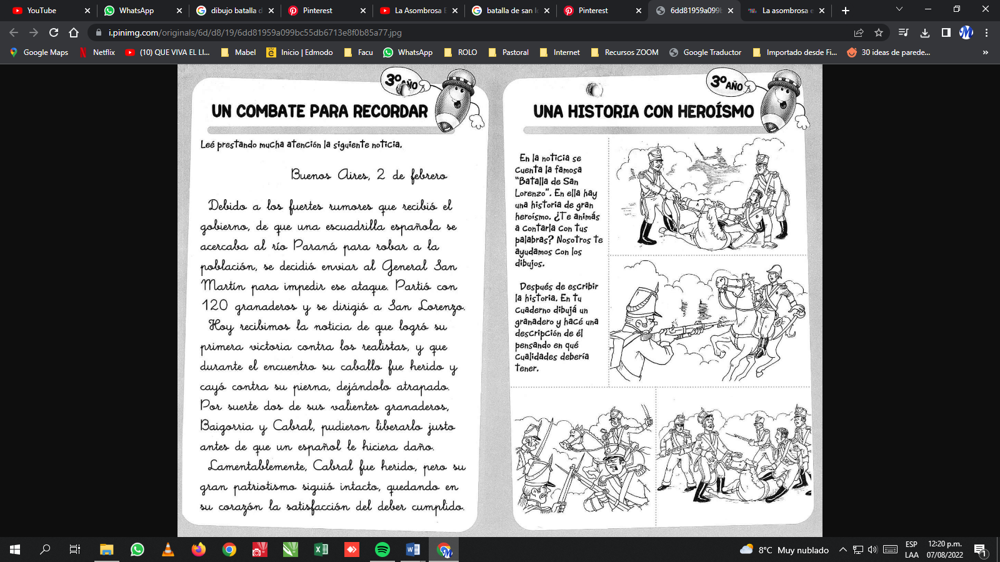 YouTube
WhatsApp
dibujo batalla d
Pinterest
La Asombrosa E
batalla de san lo
Pinterest
6dd81959a099b
La asombrosa e
i.pinimg.com/originals/6d/d8/19/6dd81959a099bc55db6713e8f0b85a77.jpg
Google Maps
Netflix
(10) QUE VIVA EL LI...
Mabel
Inicio | Edmodo
Facu
WhatsApp
ROLO
Pastoral
Internet
Recursos ZOOM
Google Traductor
Importado desde Fi...
30 ideas de parede...
»
3º AÑO
UN COMBATE PARA RECORDAR
Leé prestando mucha atención la siguiente noticia.
Buenos Aires, 2 de febrero
Debido a los fuertes rumores que recibió el
gobierno, de que una escuadrilla española se
acercaba al río Paraná para robar a la
población, se decidió enviar al General San
Martín para impedir ese ataque. Partió con
120 granaderos y se dirigió a San Lorenzo.
Hoy recibimos la noticia de que logró su
primera victoria contra los realistas, y que
durante el encuentro su caballo fue herido y
cayó contra su pierna, dejándolo atrapado.
Por suerte dos de sus valientes granaderos,
Baigorria y Cabral, pudieron liberarlo justo
antes de que un español le hiciera daño.
Lamentablemente, Cabral fue herido, pero su
gran patriotismo siguió intacto, quedando en
su corazón la satisfacción del deber cumplido.
3º AÑO
UNA HISTORIA CON HEROÍSMO
En la noticia se
cuenta la famosa
"Batalla de San
Lorenzo". En ella hay
una historia de gran
heroísmo. ¿Te animás
a contarla con tus
palabras? Nosotros te
ayudamos con los
dibujos.
Después de escribir
la historia. En tu
cuaderno dibujá un
granadero y hacé una
descripción de él
pensando en qué
cualidades debería
tener.
8°C Muy nublado
ESP
LAA
12:20 p.m.
07/08/2022
1